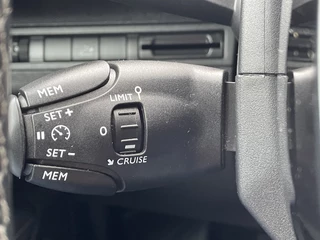 MEM
SET +
LIMIT
0
SET -
CRUISE
MEM